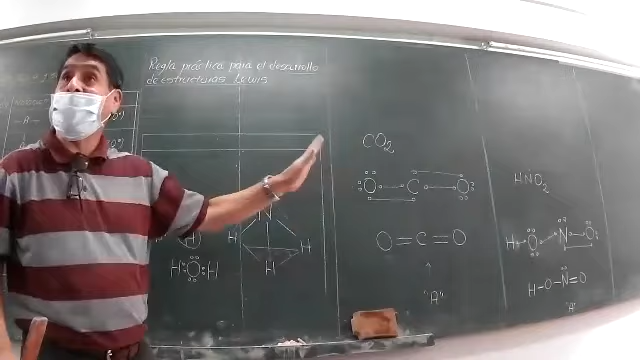 Regla práctica para el desarrollo
de estructuras Lewis
CO2
O C O
O=C=O
"A"
HNO2
H O N O
H-O-N=O
"A"
N
H H
H
H:O:H